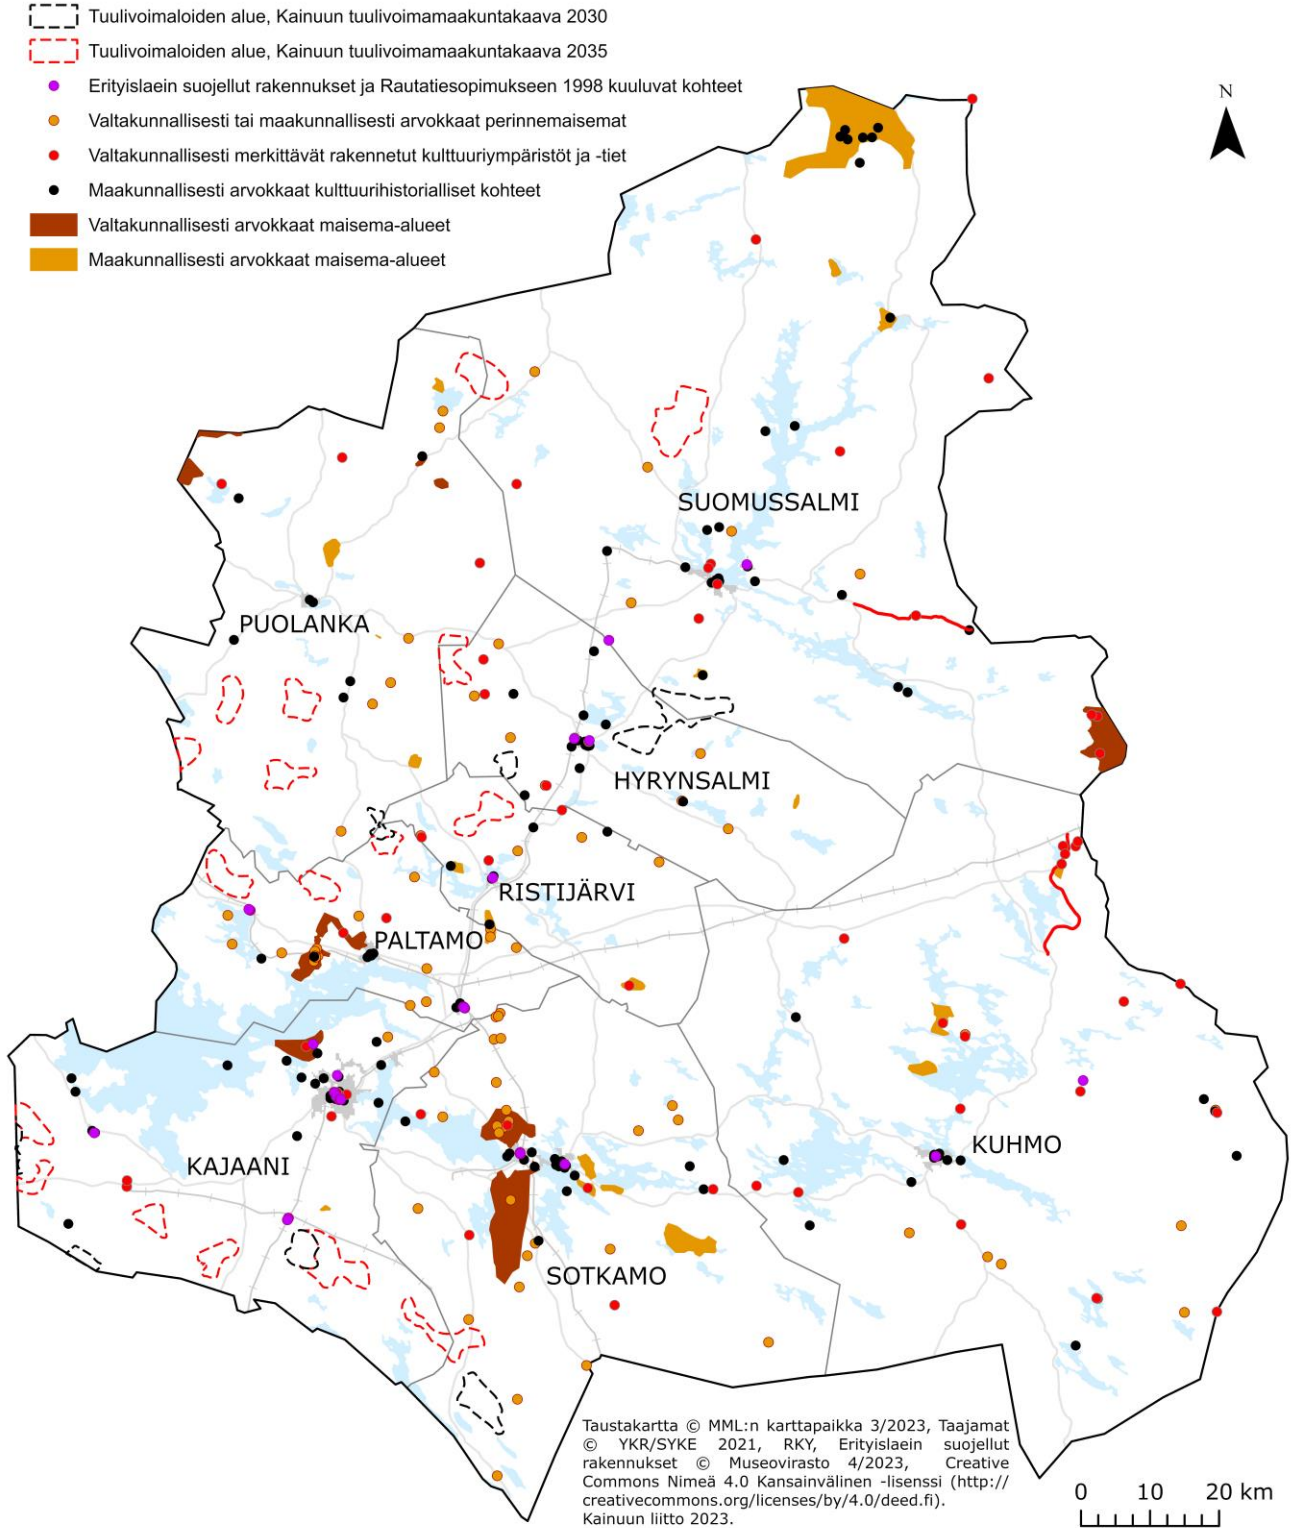 Tuulivoimaloiden alue, Kainuun tuulivoimamaakuntakaava 2030
Tuulivoimaloiden alue, Kainuun tuulivoimamaakuntakaava 2035
Erityislaein suojellut rakennukset ja Rautatiesopimukseen 1998 kuuluvat kohteet
Valtakunnallisesti tai maakunnallisesti arvokkaat perinnemaisemat
Valtakunnallisesti merkittävät rakennetut kulttuuriympäristöt ja -tiet
Maakunnallisesti arvokkaat kulttuurihistorialliset kohteet
Valtakunnallisesti arvokkaat maisema-alueet
Maakunnallisesti arvokkaat maisema-alueet
N
SUOMUSSALMI
PUOLANKA
HYRYNSALMI
RISTIJÄRVI
PALTAMO
KUHMO
KAJAANI
SOTKAMO
Taustakartta © MML:n karttapaikka 3/2023, Taajamat
© YKR/SYKE 2021, RKY, Erityislaein suojellut
rakennukset © Museovirasto 4/2023, Creative
Commons Nimeä 4.0 Kansainvälinen -lisenssi (http://
creativecommons.org/licenses/by/4.0/deed.fi).
Kainuun liitto 2023.
0 10 20 km